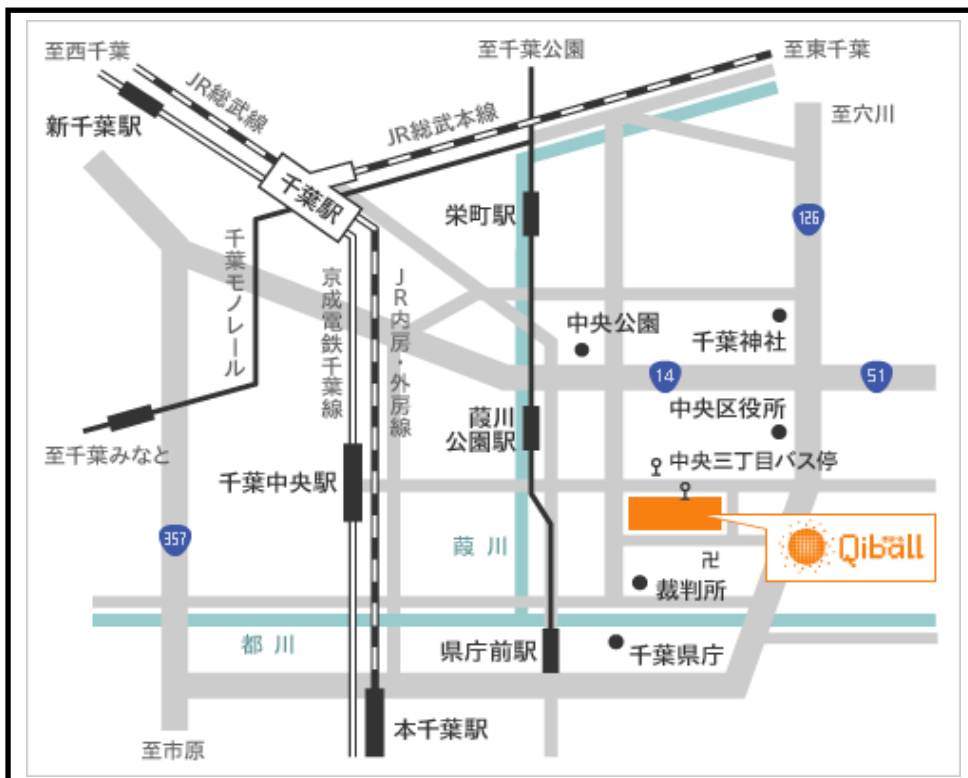 至西千葉
至千葉公園
至東千葉
JR総武線
JR総武本線
新千葉駅
至穴川
千葉駅
栄町駅
126
千葉モノレール
京成電鉄千葉線
JR内房・外房線
中央公園
千葉神社
14
51
葭川
公園駅
中央区役所
至千葉みなと
千葉中央駅
中央三丁目バス停
357
葭川
Qiball
卍
裁判所
都川
県庁前駅
千葉県庁
本千葉駅
至市原